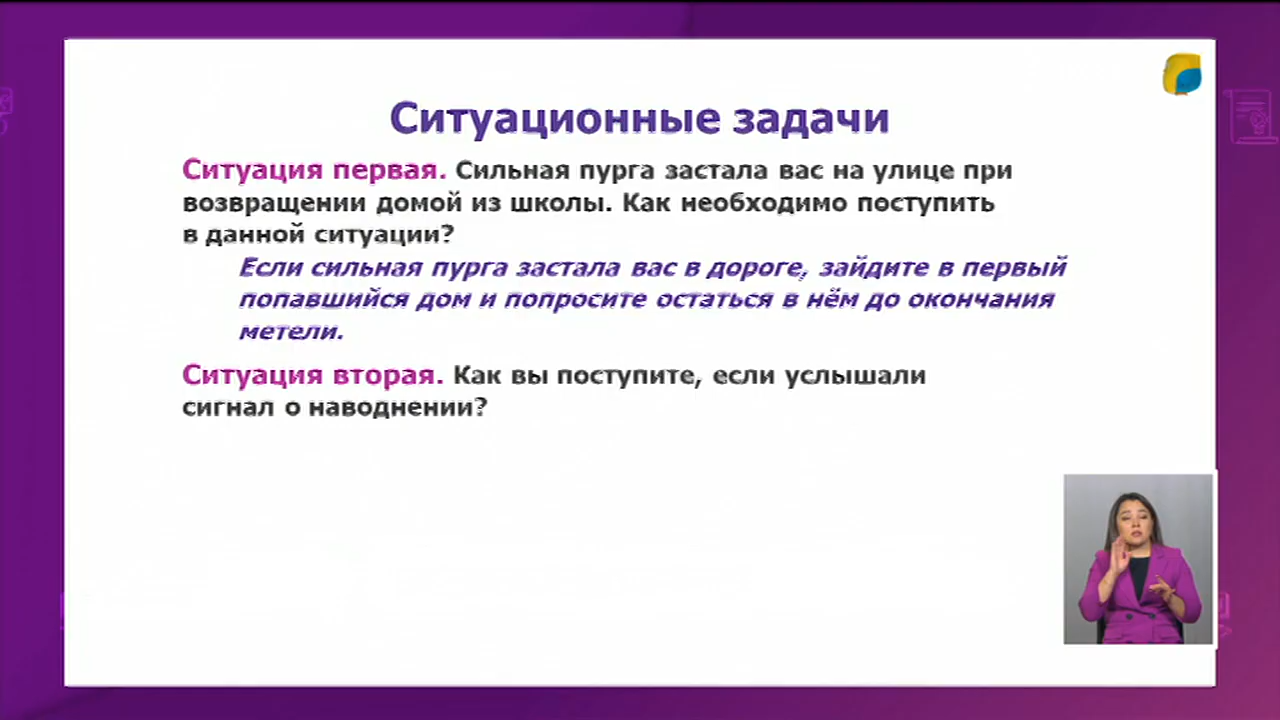 Ситуационные задачи
Ситуация первая. Сильная пурга застала вас на улице при
возвращении домой из школы. Как необходимо поступить
в данной ситуации?
Если сильная пурга застала вас в дороге, зайдите в первый
попавшийся дом и попросите остаться в нём до окончания
метели.
Ситуация вторая. Как вы поступите, если услышали
сигнал о наводнении?